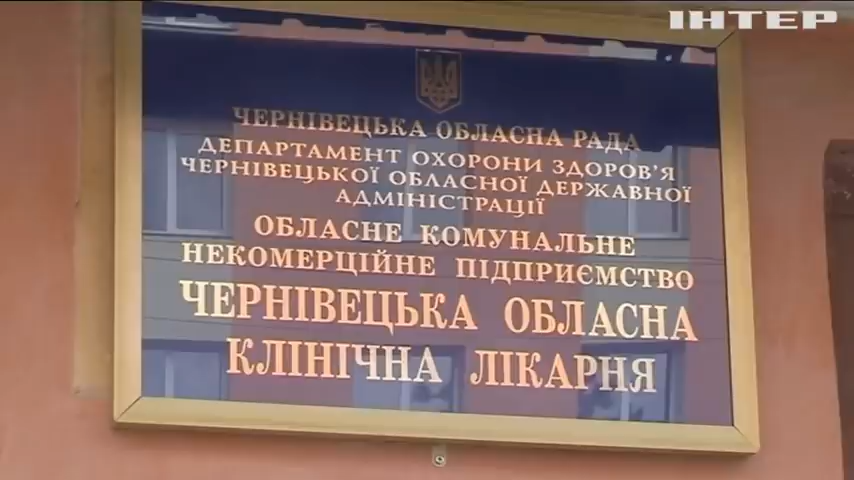 ІНТЕР
ЧЕРНІВЕЦЬКА ОБЛАСНА РАДА
ДЕПАРТАМЕНТ ОХОРОНИ ЗДОРОВ'Я
ЧЕРНІВЕЦЬКОЇ ОБЛАСНОЇ ДЕРЖАВНОЇ
АДМІНІСТРАЦІЇ
ОБЛАСНЕ КОМУНАЛЬНЕ
НЕКОМЕРЦІЙНЕ ПІДПРИЄМСТВО
ЧЕРНІВЕЦЬКА ОБЛАСНА
КЛІНІЧНА ЛІКАРНЯ